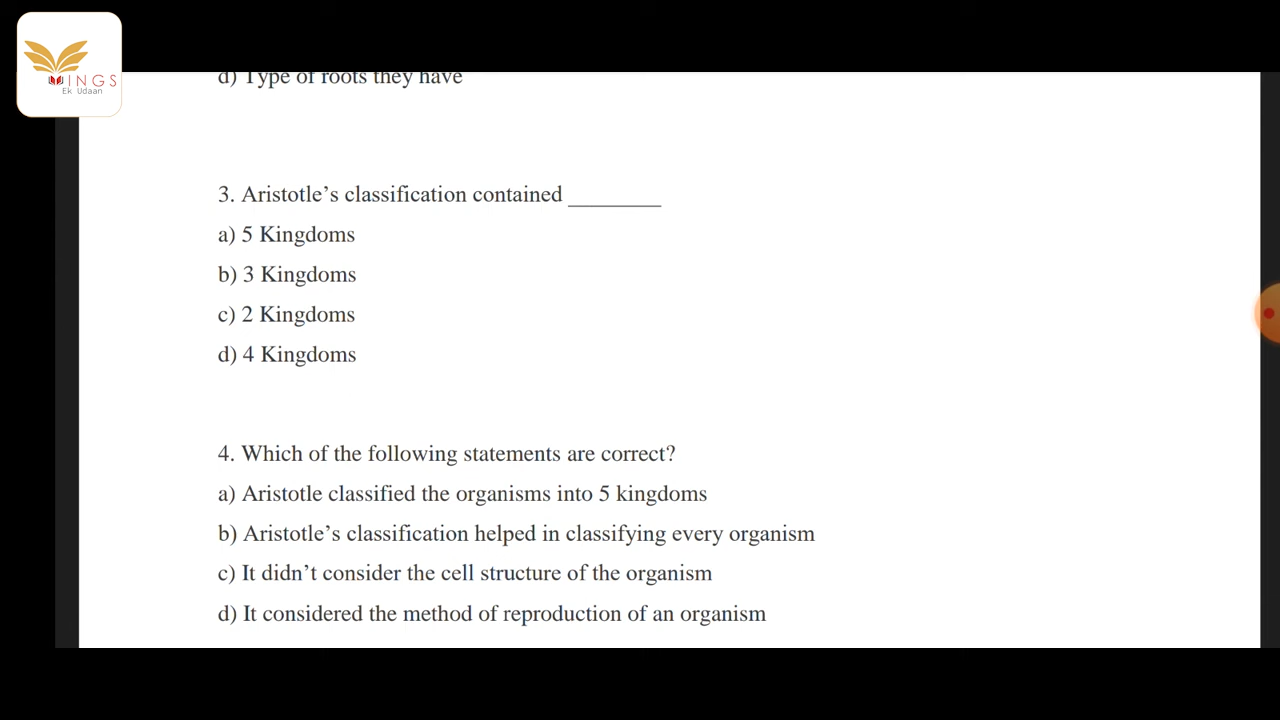 WINGS
Ek Udaan
d) Type of roots they have
3. Aristotle’s classification contained ________
a) 5 Kingdoms
b) 3 Kingdoms
c) 2 Kingdoms
d) 4 Kingdoms
4. Which of the following statements are correct?
a) Aristotle classified the organisms into 5 kingdoms
b) Aristotle’s classification helped in classifying every organism
c) It didn’t consider the cell structure of the organism
d) It considered the method of reproduction of an organism